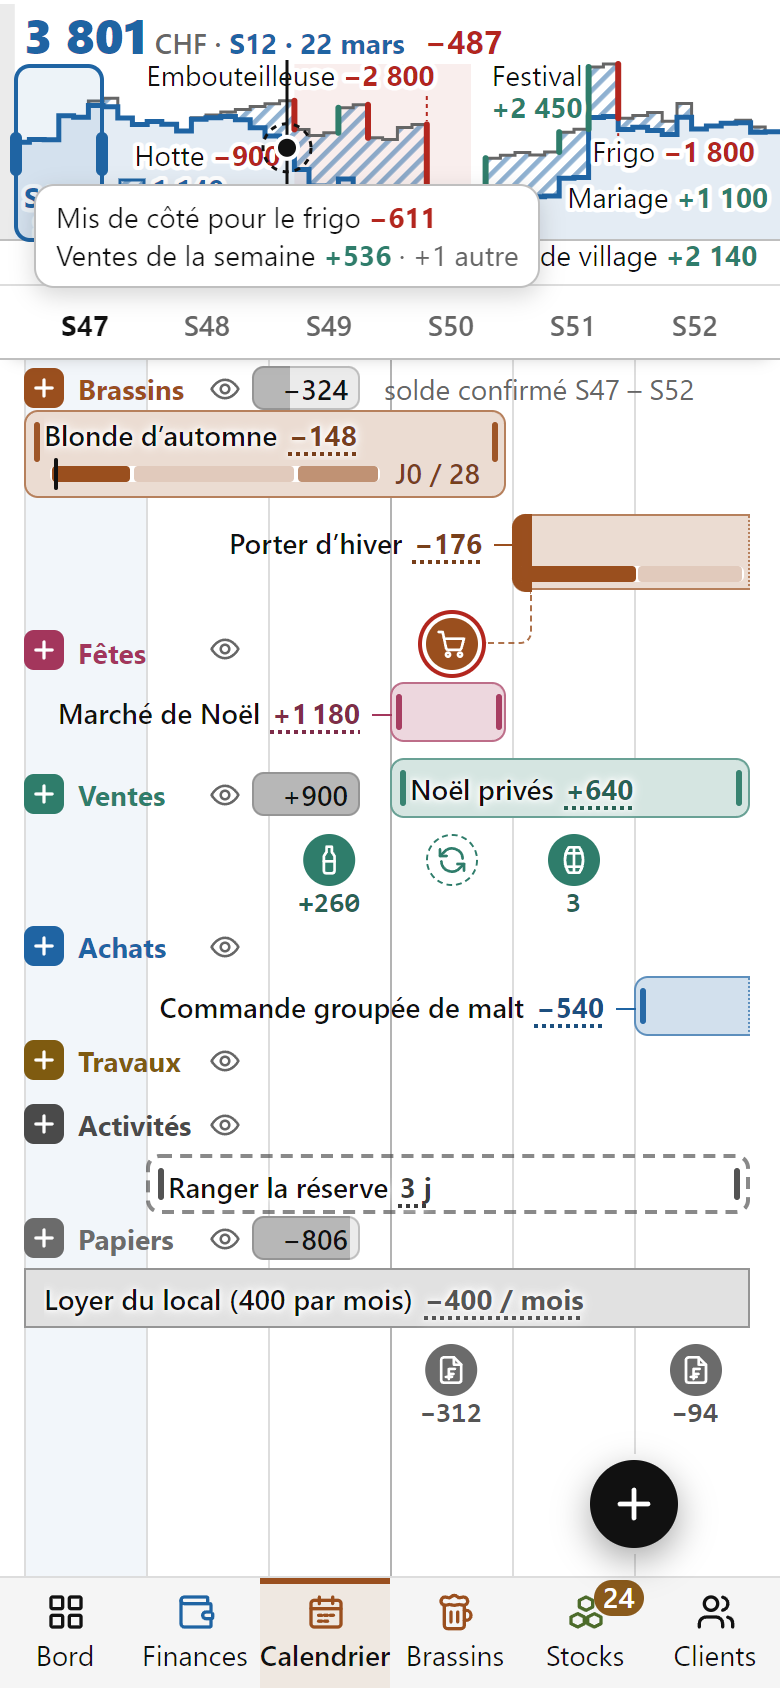 3 801 CHF · S12 · 22 mars −487
Embouteilleuse −2 800
Festival
+2 450
Hotte −900
Frigo −1 800
Mariage +1 100
Mis de côté pour le frigo −611
Ventes de la semaine +536 · +1 autre
de village +2 140
S47 S48 S49 S50 S51 S52
Brassins −324 solde confirmé S47 – S52
Blonde d’automne −148
J0 / 28
Porter d’hiver −176
Fêtes
Marché de Noël +1 180
Ventes +900 Noël privés +640
+260 3
Achats
Commande groupée de malt −540
Travaux
Activités
Ranger la réserve 3 j
Papiers −806
Loyer du local (400 par mois) −400 / mois
−312 −94
24
Bord Finances Calendrier Brassins Stocks Clients